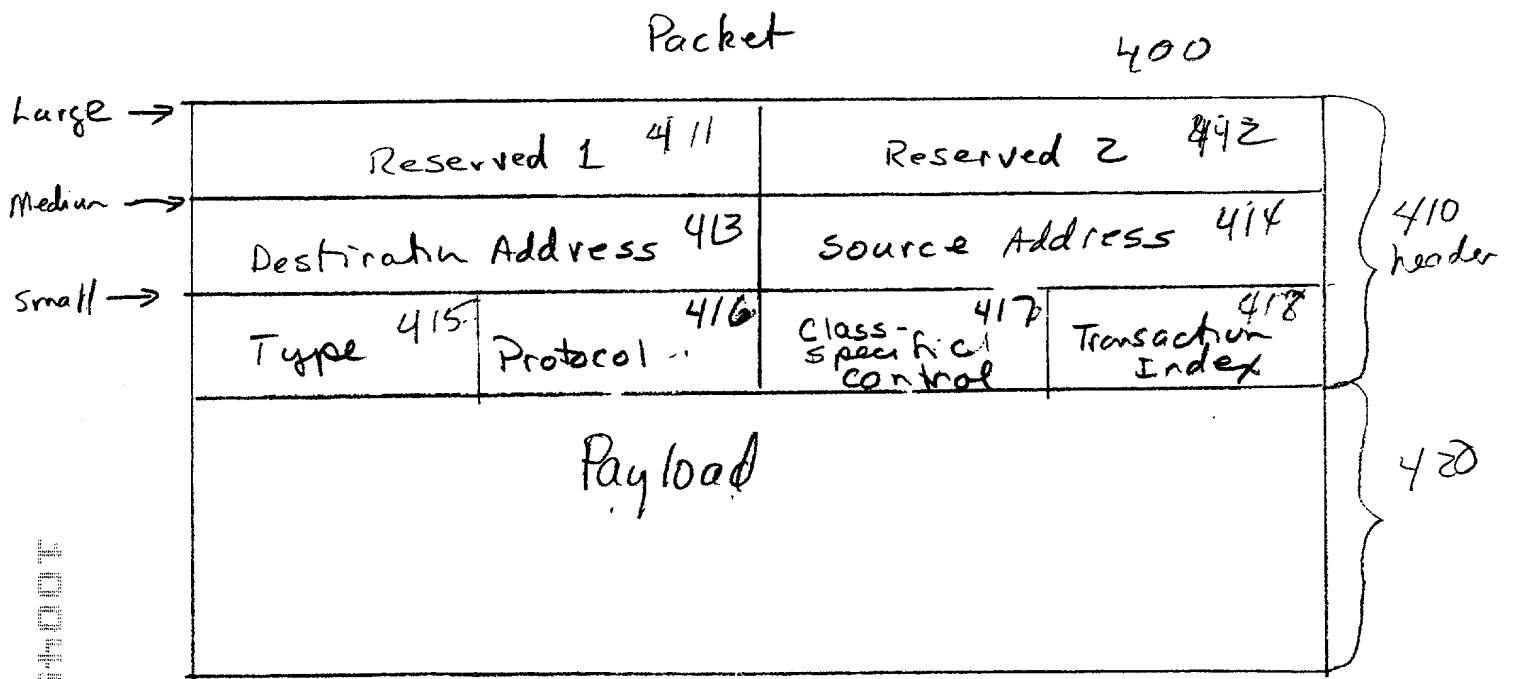 Packet
400
Large →
Reserved 1 411
Reserved 2 412
Medium →
Destination Address 413
Source Address 414
410
header
Small →
Type 415
Protocol 416
Class-
specific
control 417
Transaction
Index 418
Payload
420